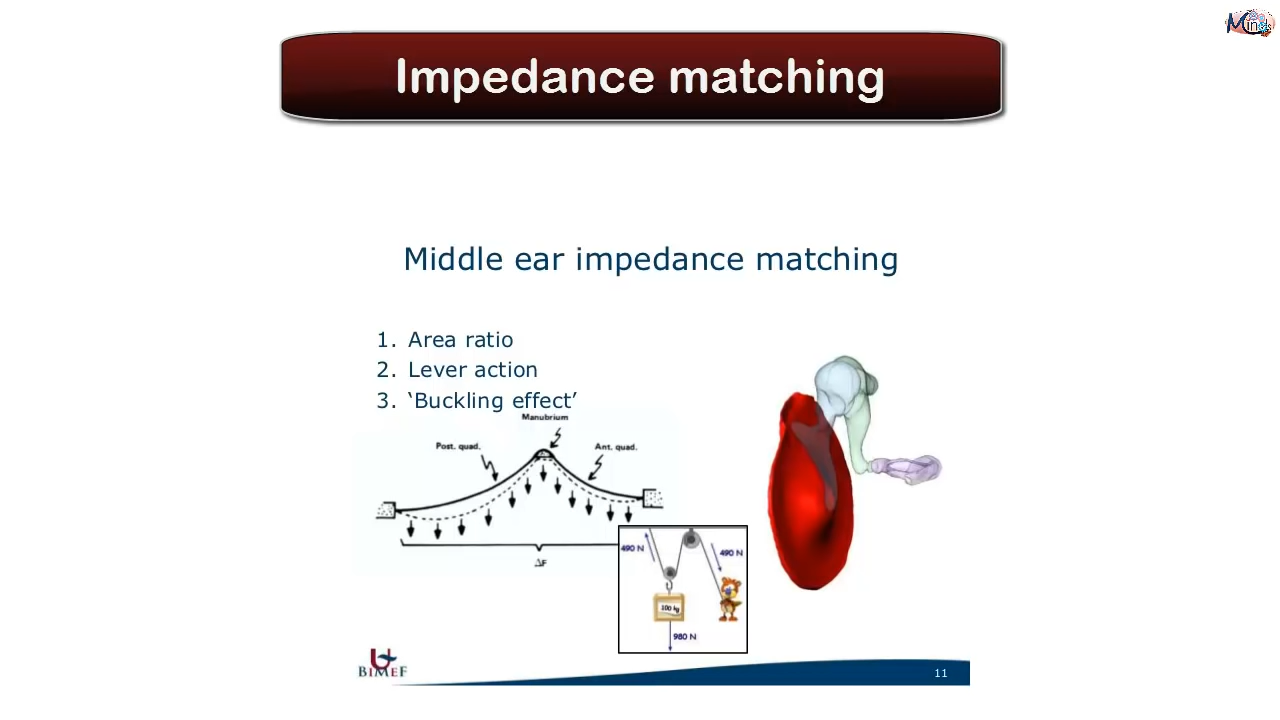 Minds
Impedance matching
Middle ear impedance matching
1. Area ratio
2. Lever action
3. ‘Buckling effect’
Manubrium
Post. quad.
Ant. quad.
ΔF
490 N
490 N
100 kg
980 N
BIMEF
11